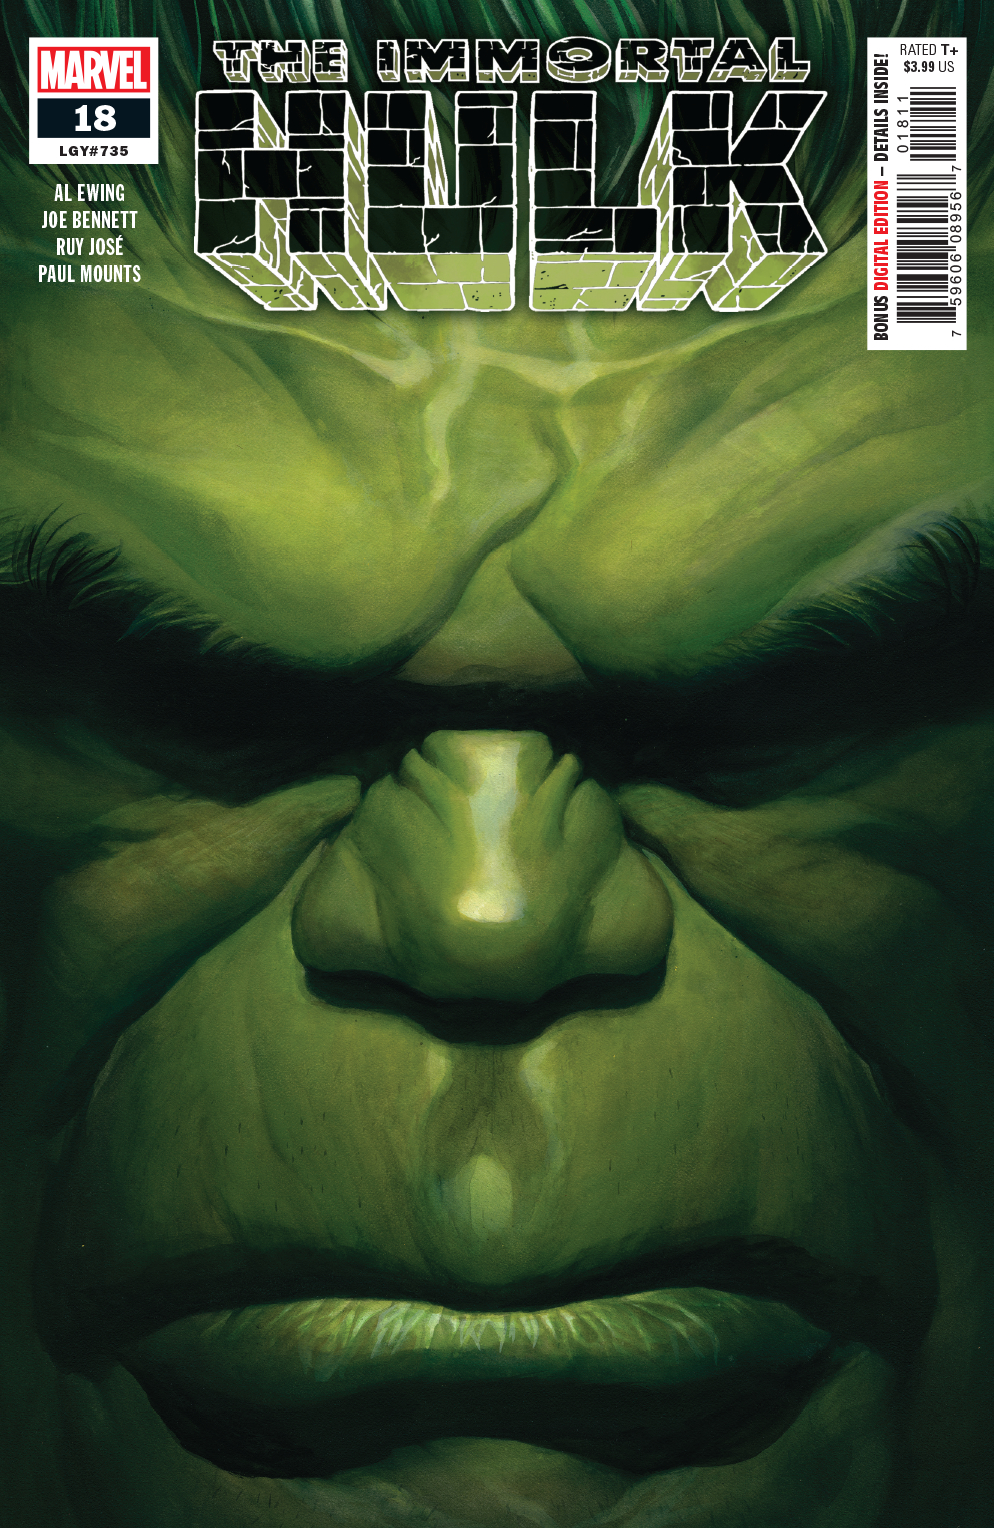 MARVEL
18
LGY#735
AL EWING
JOE BENNETT
RUY JOSÉ
PAUL MOUNTS
THE IMMORTAL
HULK
RATED T+
$3.99 US
BONUS DIGITAL EDITION – DETAILS INSIDE!
01811
7 59606 08956 7